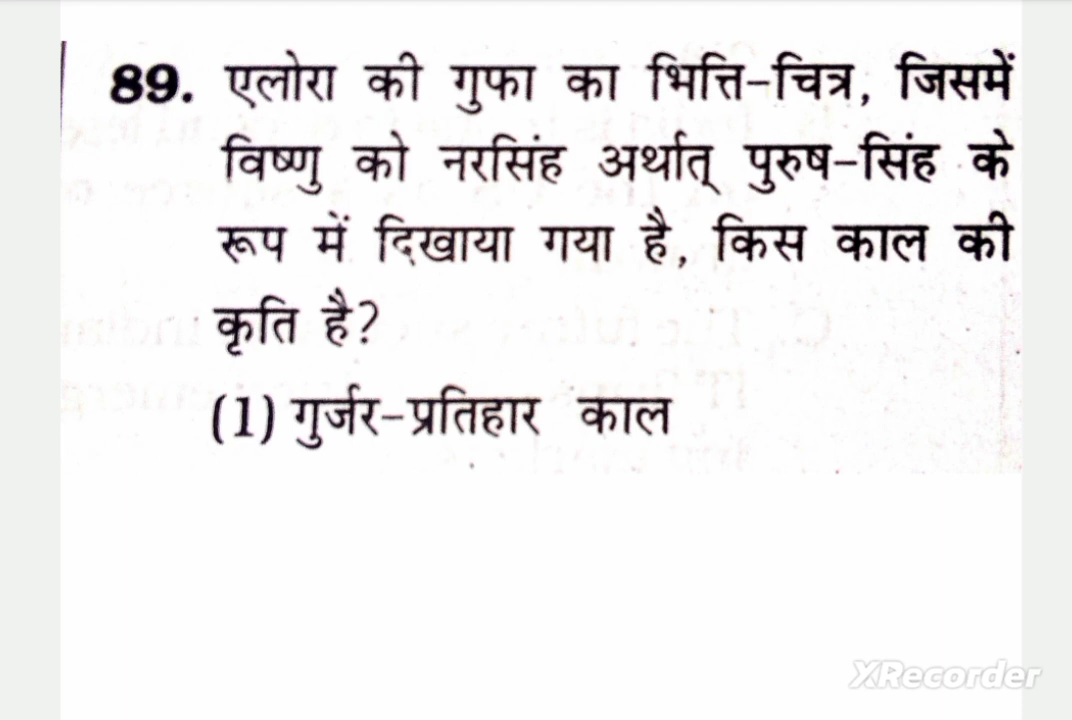 89. एलोरा की गुफा का भित्ति-चित्र, जिसमें
विष्णु को नरसिंह अर्थात् पुरुष-सिंह के
रूप में दिखाया गया है, किस काल की
कृति है?
(1) गुर्जर-प्रतिहार काल
XRecorder